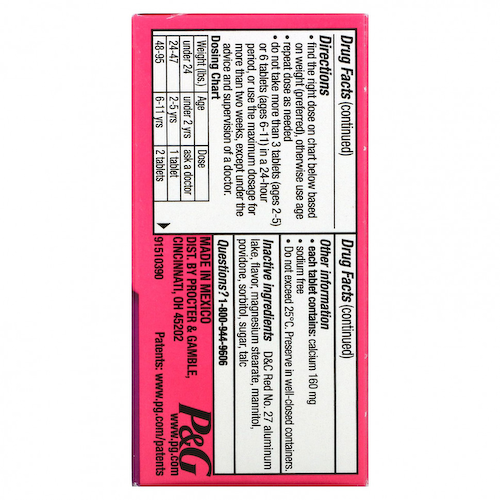 Drug Facts (continued)
Directions
• find the right dose on chart below based
on weight (preferred), otherwise use age
• repeat dose as needed
• do not take more than 3 tablets (ages 2-5)
or 6 tablets (ages 6-11) in a 24-hour
period, or use the maximum dosage for
more than two weeks, except under the
advice and supervision of a doctor.
Dosing Chart
Weight (lbs.) Age Dose
under 24 under 2 yrs ask a doctor
24-47 2-5 yrs 1 tablet
48-95 6-11 yrs 2 tablets
Drug Facts (continued)
Other information
• each tablet contains: calcium 160 mg
• sodium free
• Do not exceed 25°C. Preserve in well-closed containers.
Inactive ingredients D&C Red No. 27 aluminum
lake, flavor, magnesium stearate, mannitol,
povidone, sorbitol, sugar, talc
Questions? 1-800-944-9606
MADE IN MEXICO
DIST. BY PROCTER & GAMBLE,
CINCINNATI, OH 45202
91510390
Patents: www.pg.com/patents
P&G
www.pg.com